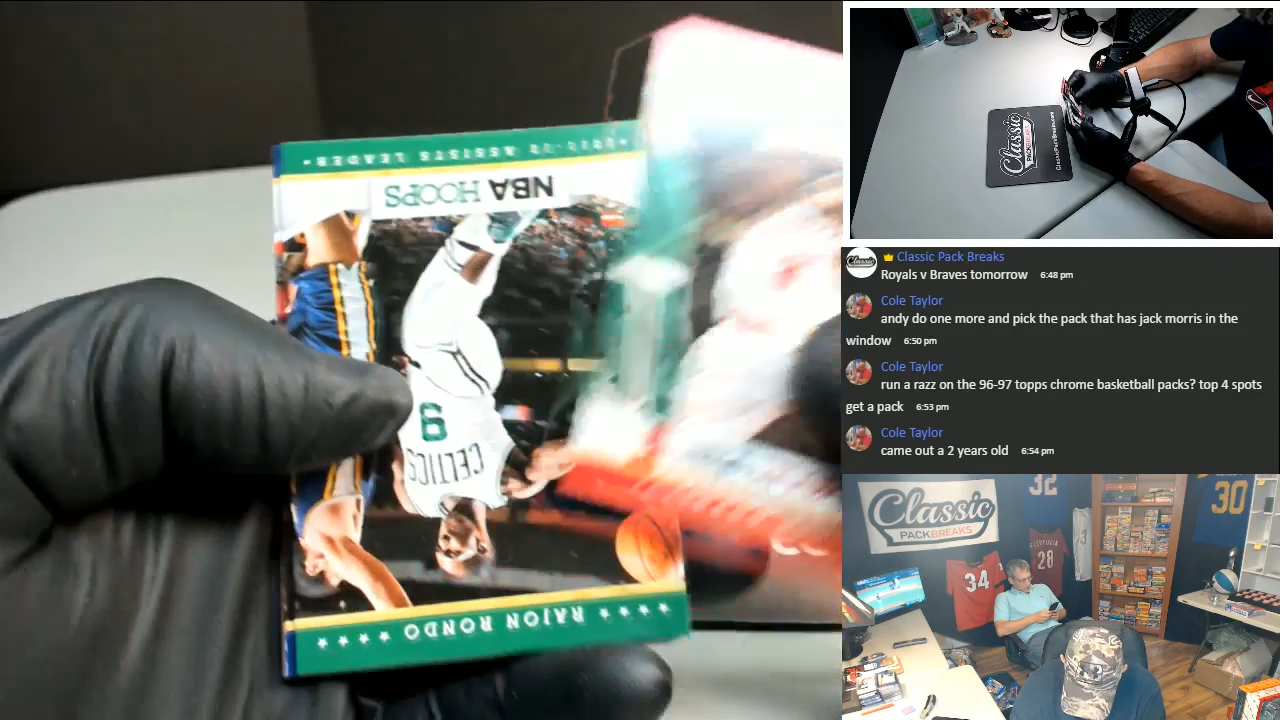 2011-12 ASSISTS LEADER
NBA HOOPS
9
CELTICS
RAJON RONDO
Classic
PACK BREAKS
ClassicPackBreaks.com
Classic Pack Breaks
Royals v Braves tomorrow 6:48 pm
Cole Taylor
andy do one more and pick the pack that has jack morris in the
window 6:50 pm
Cole Taylor
run a razz on the 96-97 topps chrome basketball packs? top 4 spots
get a pack 6:53 pm
Cole Taylor
came out a 2 years old 6:54 pm
Classic
PACKBREAKS
32
30
34
28